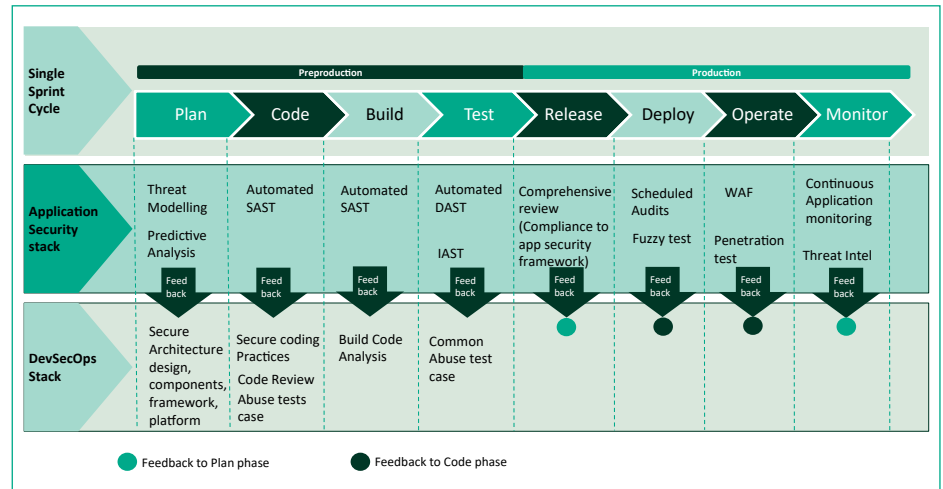 Single
Sprint
Cycle
Preproduction
Production
Plan
Code
Build
Test
Release
Deploy
Operate
Monitor
Application
Security
stack
Threat
Modelling
Predictive
Analysis
Automated
SAST
Automated
SAST
Automated
DAST
IAST
Comprehensive
review
(Compliance to
app security
framework)
Scheduled
Audits
Fuzzy test
WAF
Penetration
test
Continuous
Application
monitoring
Threat Intel
Feed
back
Feed
back
Feed
back
Feed
back
Feed
back
Feed
back
Feed
back
Feed
back
DevSecOps
Stack
Secure
Architecture
design,
components,
framework,
platform
Secure coding
Practices
Code Review
Abuse tests
case
Build Code
Analysis
Common
Abuse test
case
Feedback to Plan phase
Feedback to Code phase